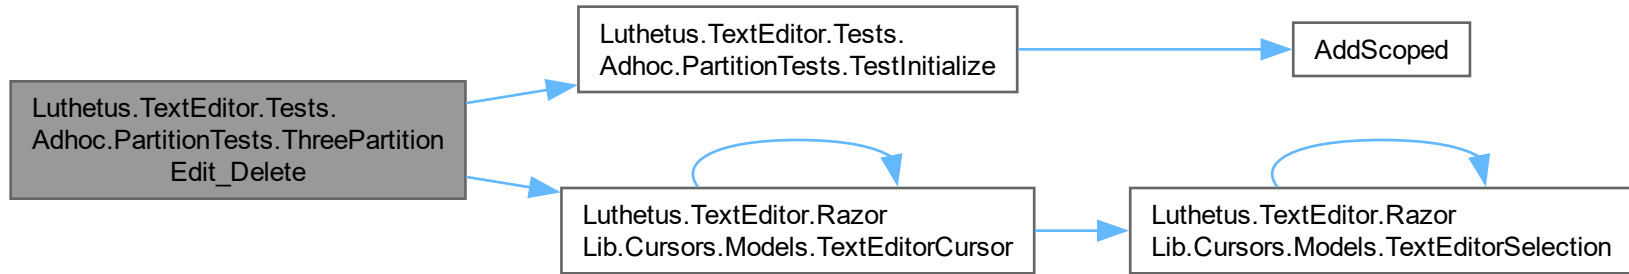 Luthetus.TextEditor.Tests.
Adhoc.PartitionTests.ThreePartition
Edit_Delete
Luthetus.TextEditor.Tests.
Adhoc.PartitionTests.TestInitialize
AddScoped
Luthetus.TextEditor.Razor
Lib.Cursors.Models.TextEditorCursor
Luthetus.TextEditor.Razor
Lib.Cursors.Models.TextEditorSelection